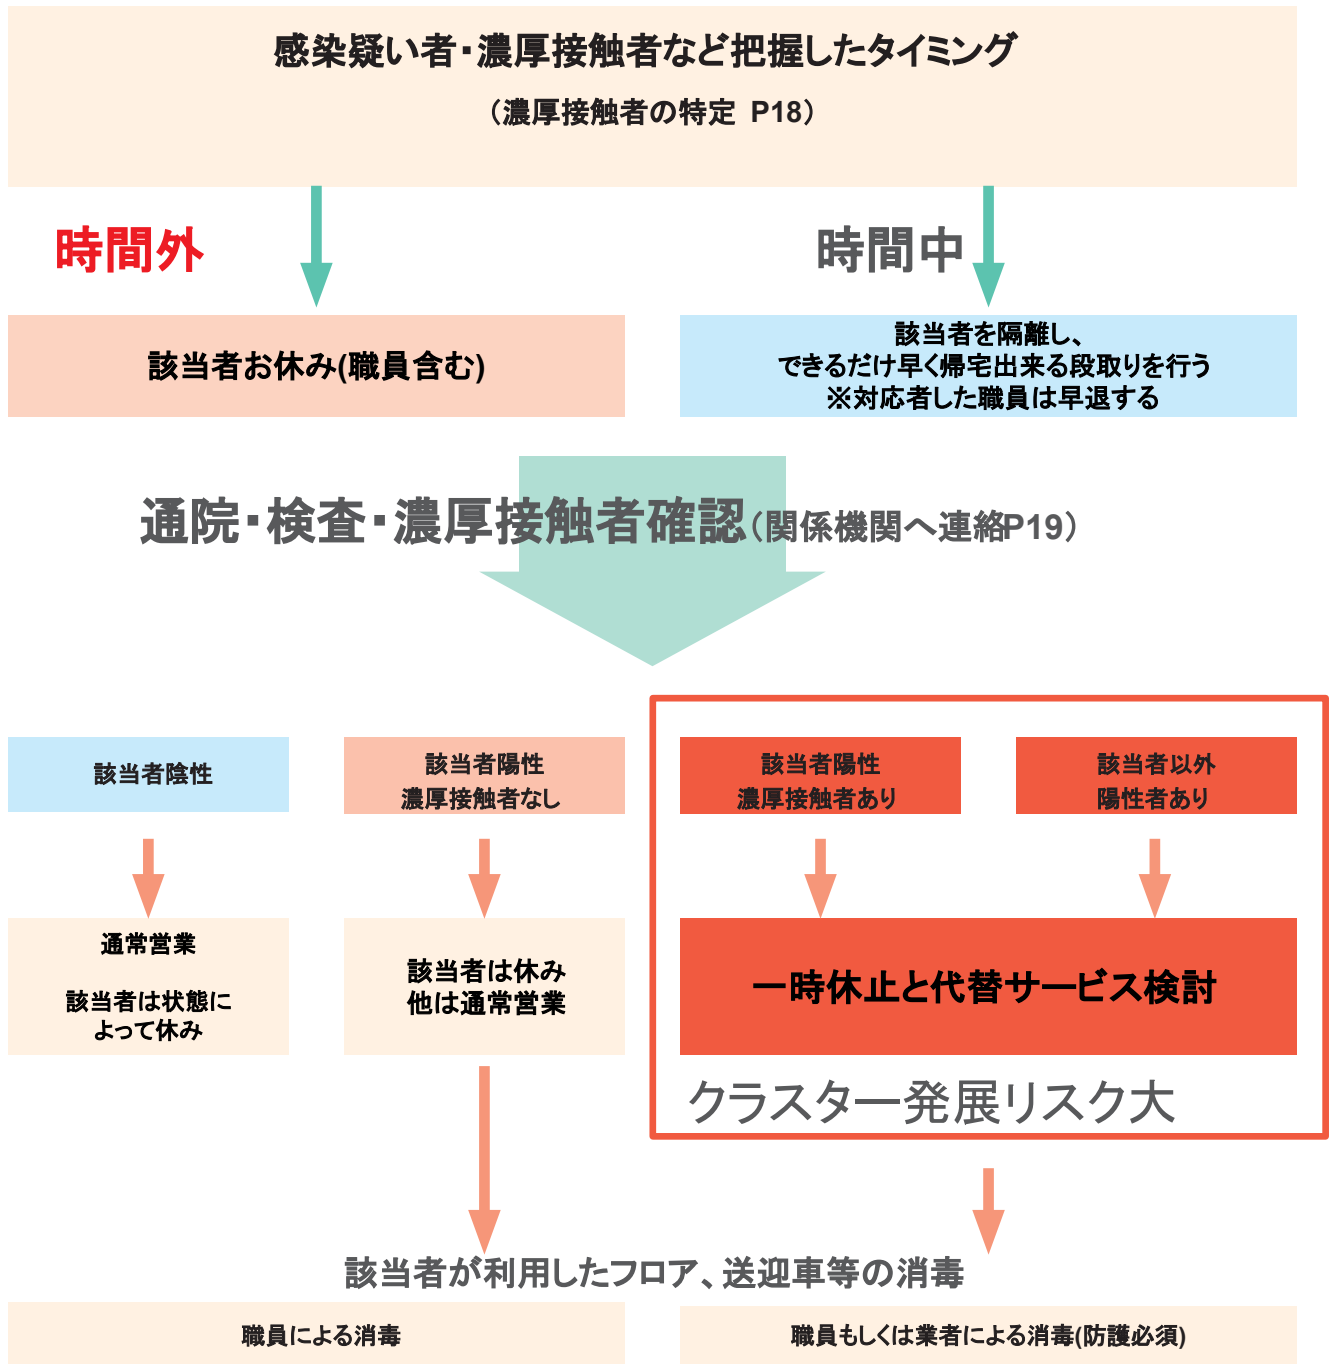 感染疑い者・濃厚接触者など把握したタイミング
（濃厚接触者の特定 P18）
時間外
時間中
該当者お休み(職員含む)
該当者を隔離し、
できるだけ早く帰宅出来る段取りを行う
※対応者した職員は早退する
通院・検査・濃厚接触者確認（関係機関へ連絡P19）
該当者陰性
該当者陽性
濃厚接触者なし
該当者陽性
濃厚接触者あり
該当者以外
陽性者あり
通常営業
該当者は状態に
よって休み
該当者は休み
他は通常営業
一時休止と代替サービス検討
クラスター発展リスク大
該当者が利用したフロア、送迎車等の消毒
職員による消毒
職員もしくは業者による消毒(防護必須)